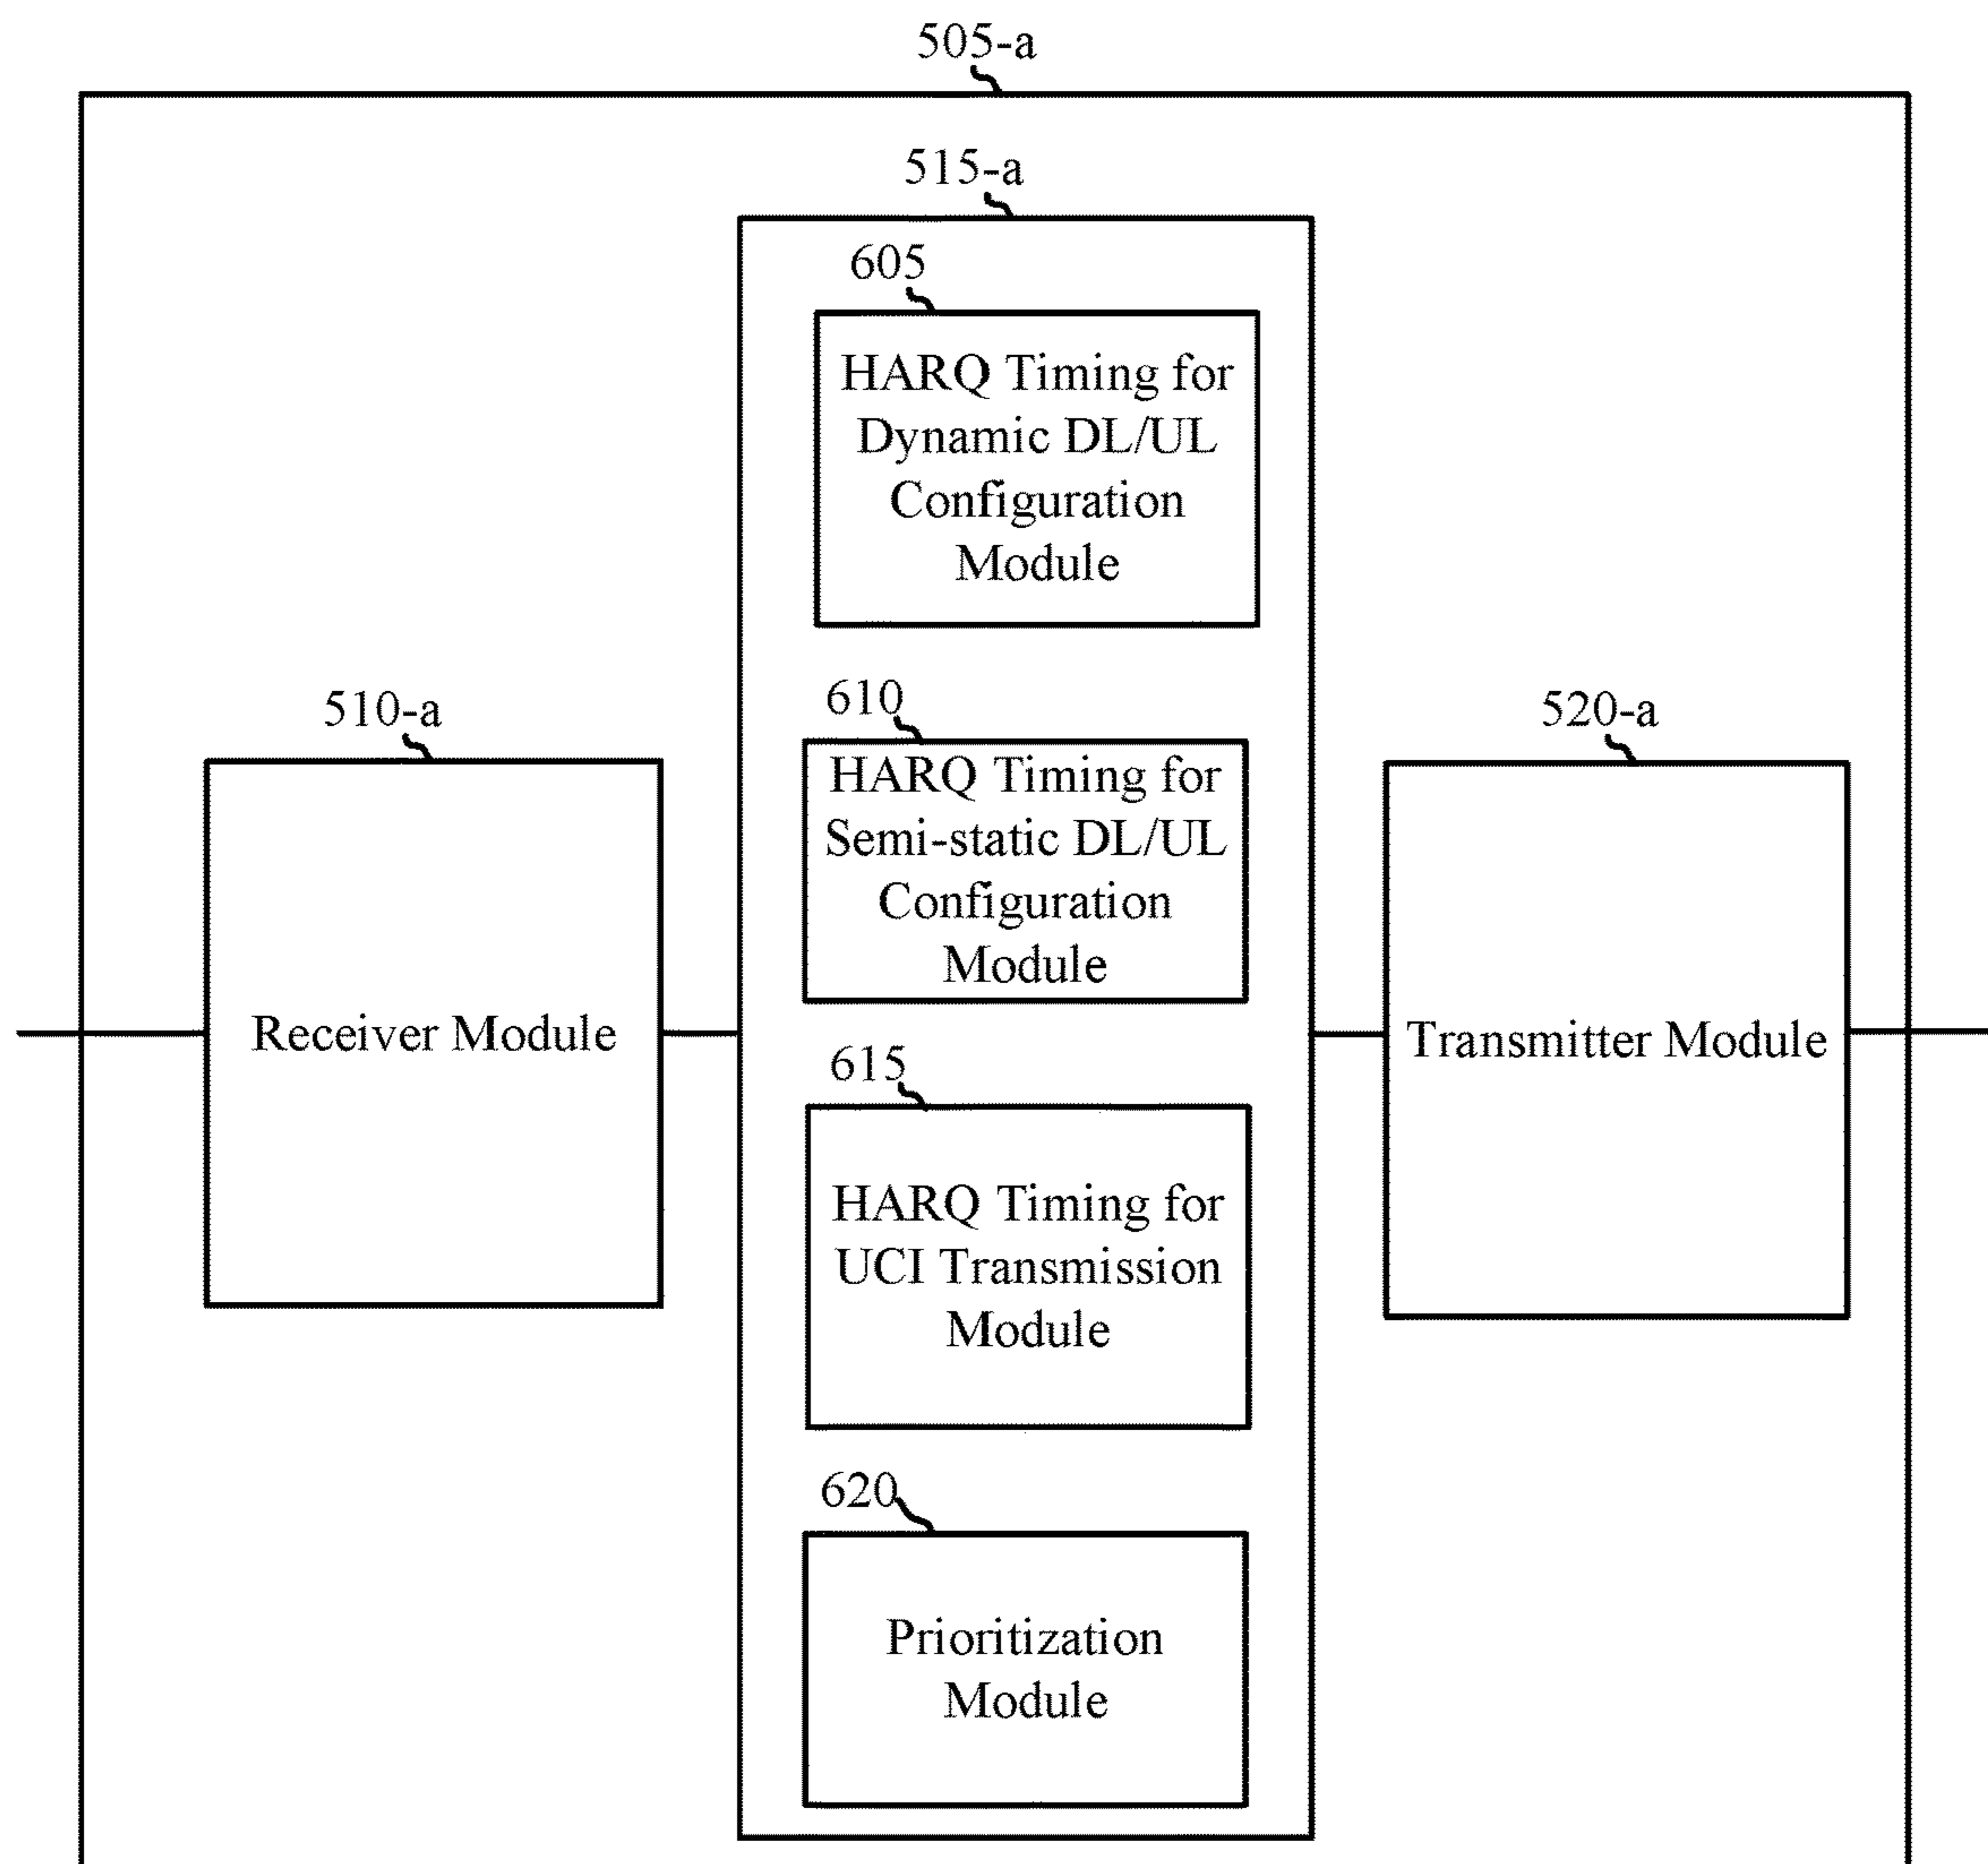 505-a
515-a
605
HARQ Timing for
Dynamic DL/UL
Configuration
Module
510-a
610
HARQ Timing for
Semi-static DL/UL
Configuration
Module
520-a
Receiver Module
615
HARQ Timing for
UCI Transmission
Module
Transmitter Module
620
Prioritization
Module